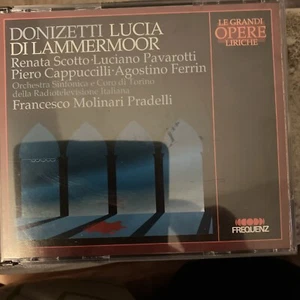 DONIZETTI LUCIA
DI LAMMERMOOR
Renata Scotto·Luciano Pavarotti
Piero Cappuccilli·Agostino Ferrin
Orchestra Sinfonica e Coro di Torino
della Radiotelevisione Italiana
Francesco Molinari Pradelli
LE GRANDI
OPERE
LIRICHE
FREQUENZ